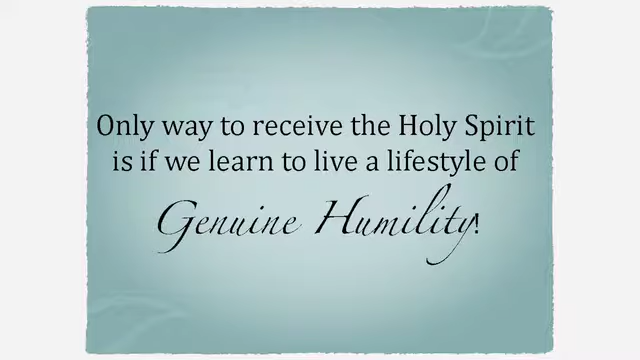 Only way to receive the Holy Spirit
is if we learn to live a lifestyle of
Genuine Humility!